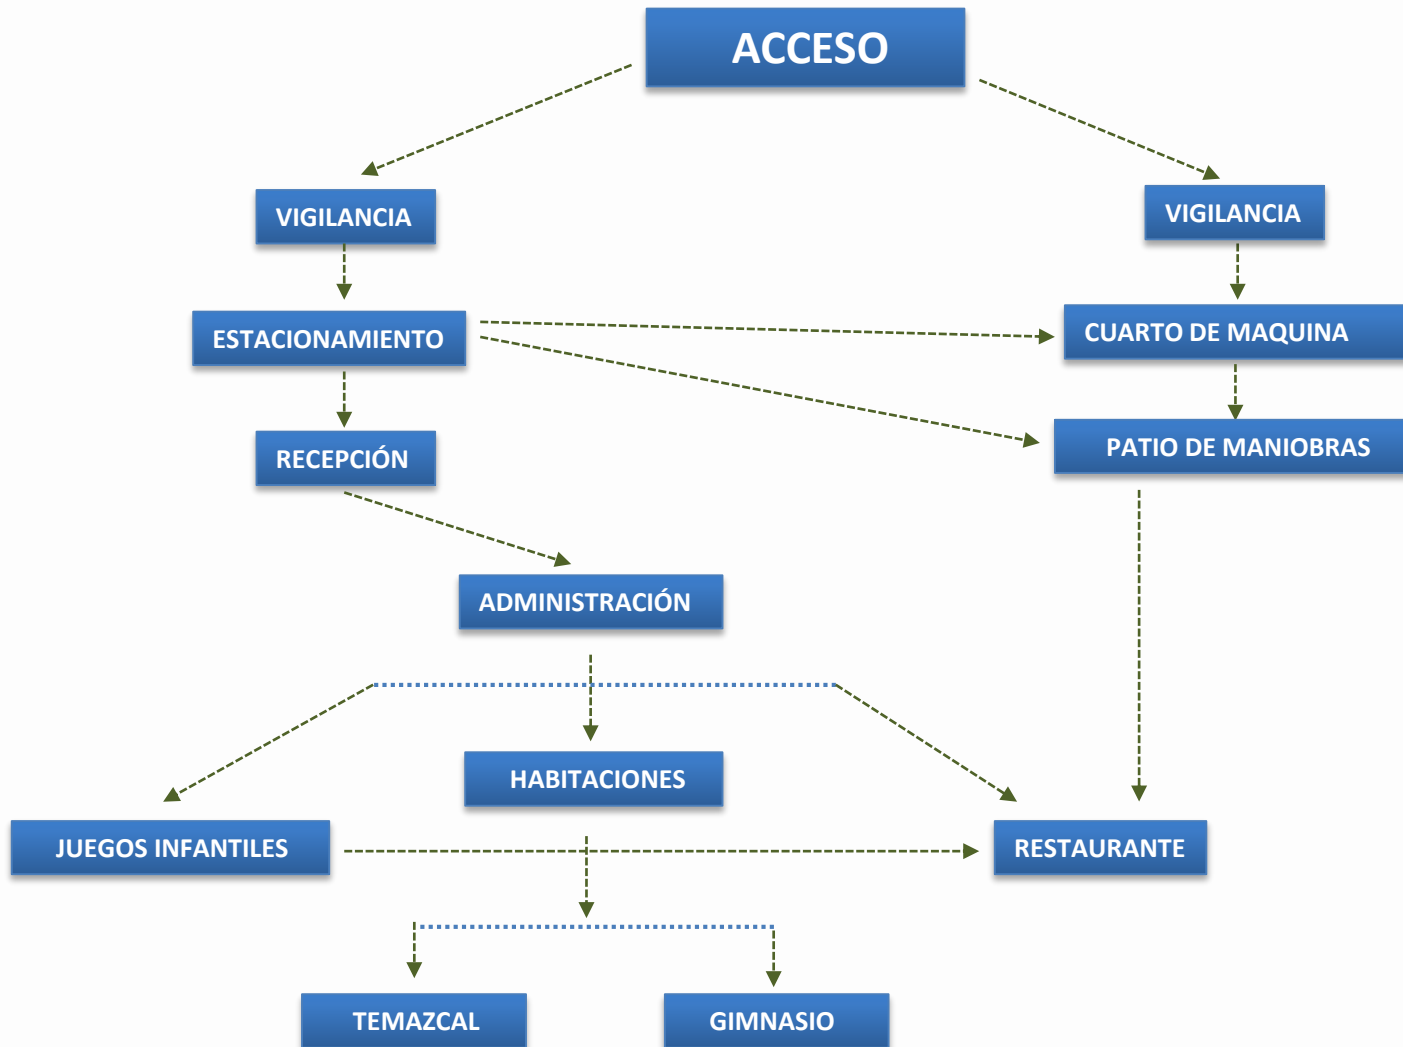 ACCESO
VIGILANCIA
VIGILANCIA
ESTACIONAMIENTO
CUARTO DE MAQUINA
RECEPCIÓN
PATIO DE MANIOBRAS
ADMINISTRACIÓN
HABITACIONES
JUEGOS INFANTILES
RESTAURANTE
TEMAZCAL
GIMNASIO